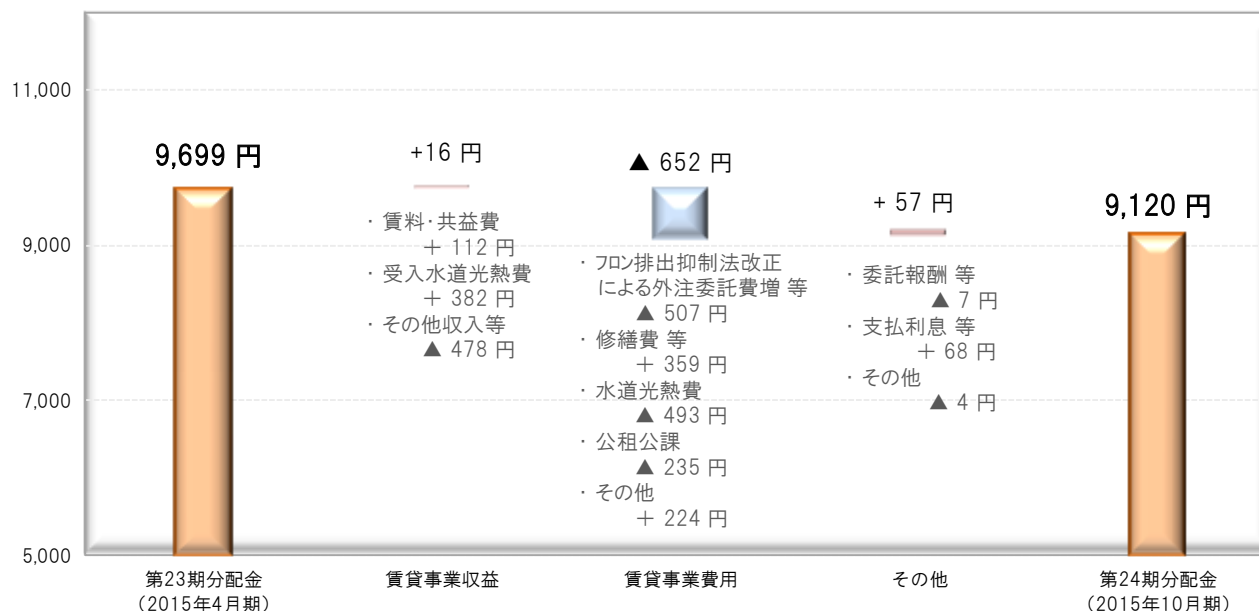 11,000
9,000
7,000
5,000
9,699 円
+16 円
・ 賃料・共益費
＋ 112 円
・ 受入水道光熱費
＋ 382 円
・ その他収入等
▲ 478 円
▲ 652 円
・ フロン排出抑制法改正
による外注委託費増 等
▲ 507 円
・ 修繕費 等
＋ 359 円
・ 水道光熱費
▲ 493 円
・ 公租公課
▲ 235 円
・ その他
＋ 224 円
+ 57 円
・ 委託報酬 等
▲ 7 円
・ 支払利息 等
＋ 68 円
・ その他
▲ 4 円
9,120 円
第23期分配金
（2015年4月期）
賃貸事業収益
賃貸事業費用
その他
第24期分配金
（2015年10月期）